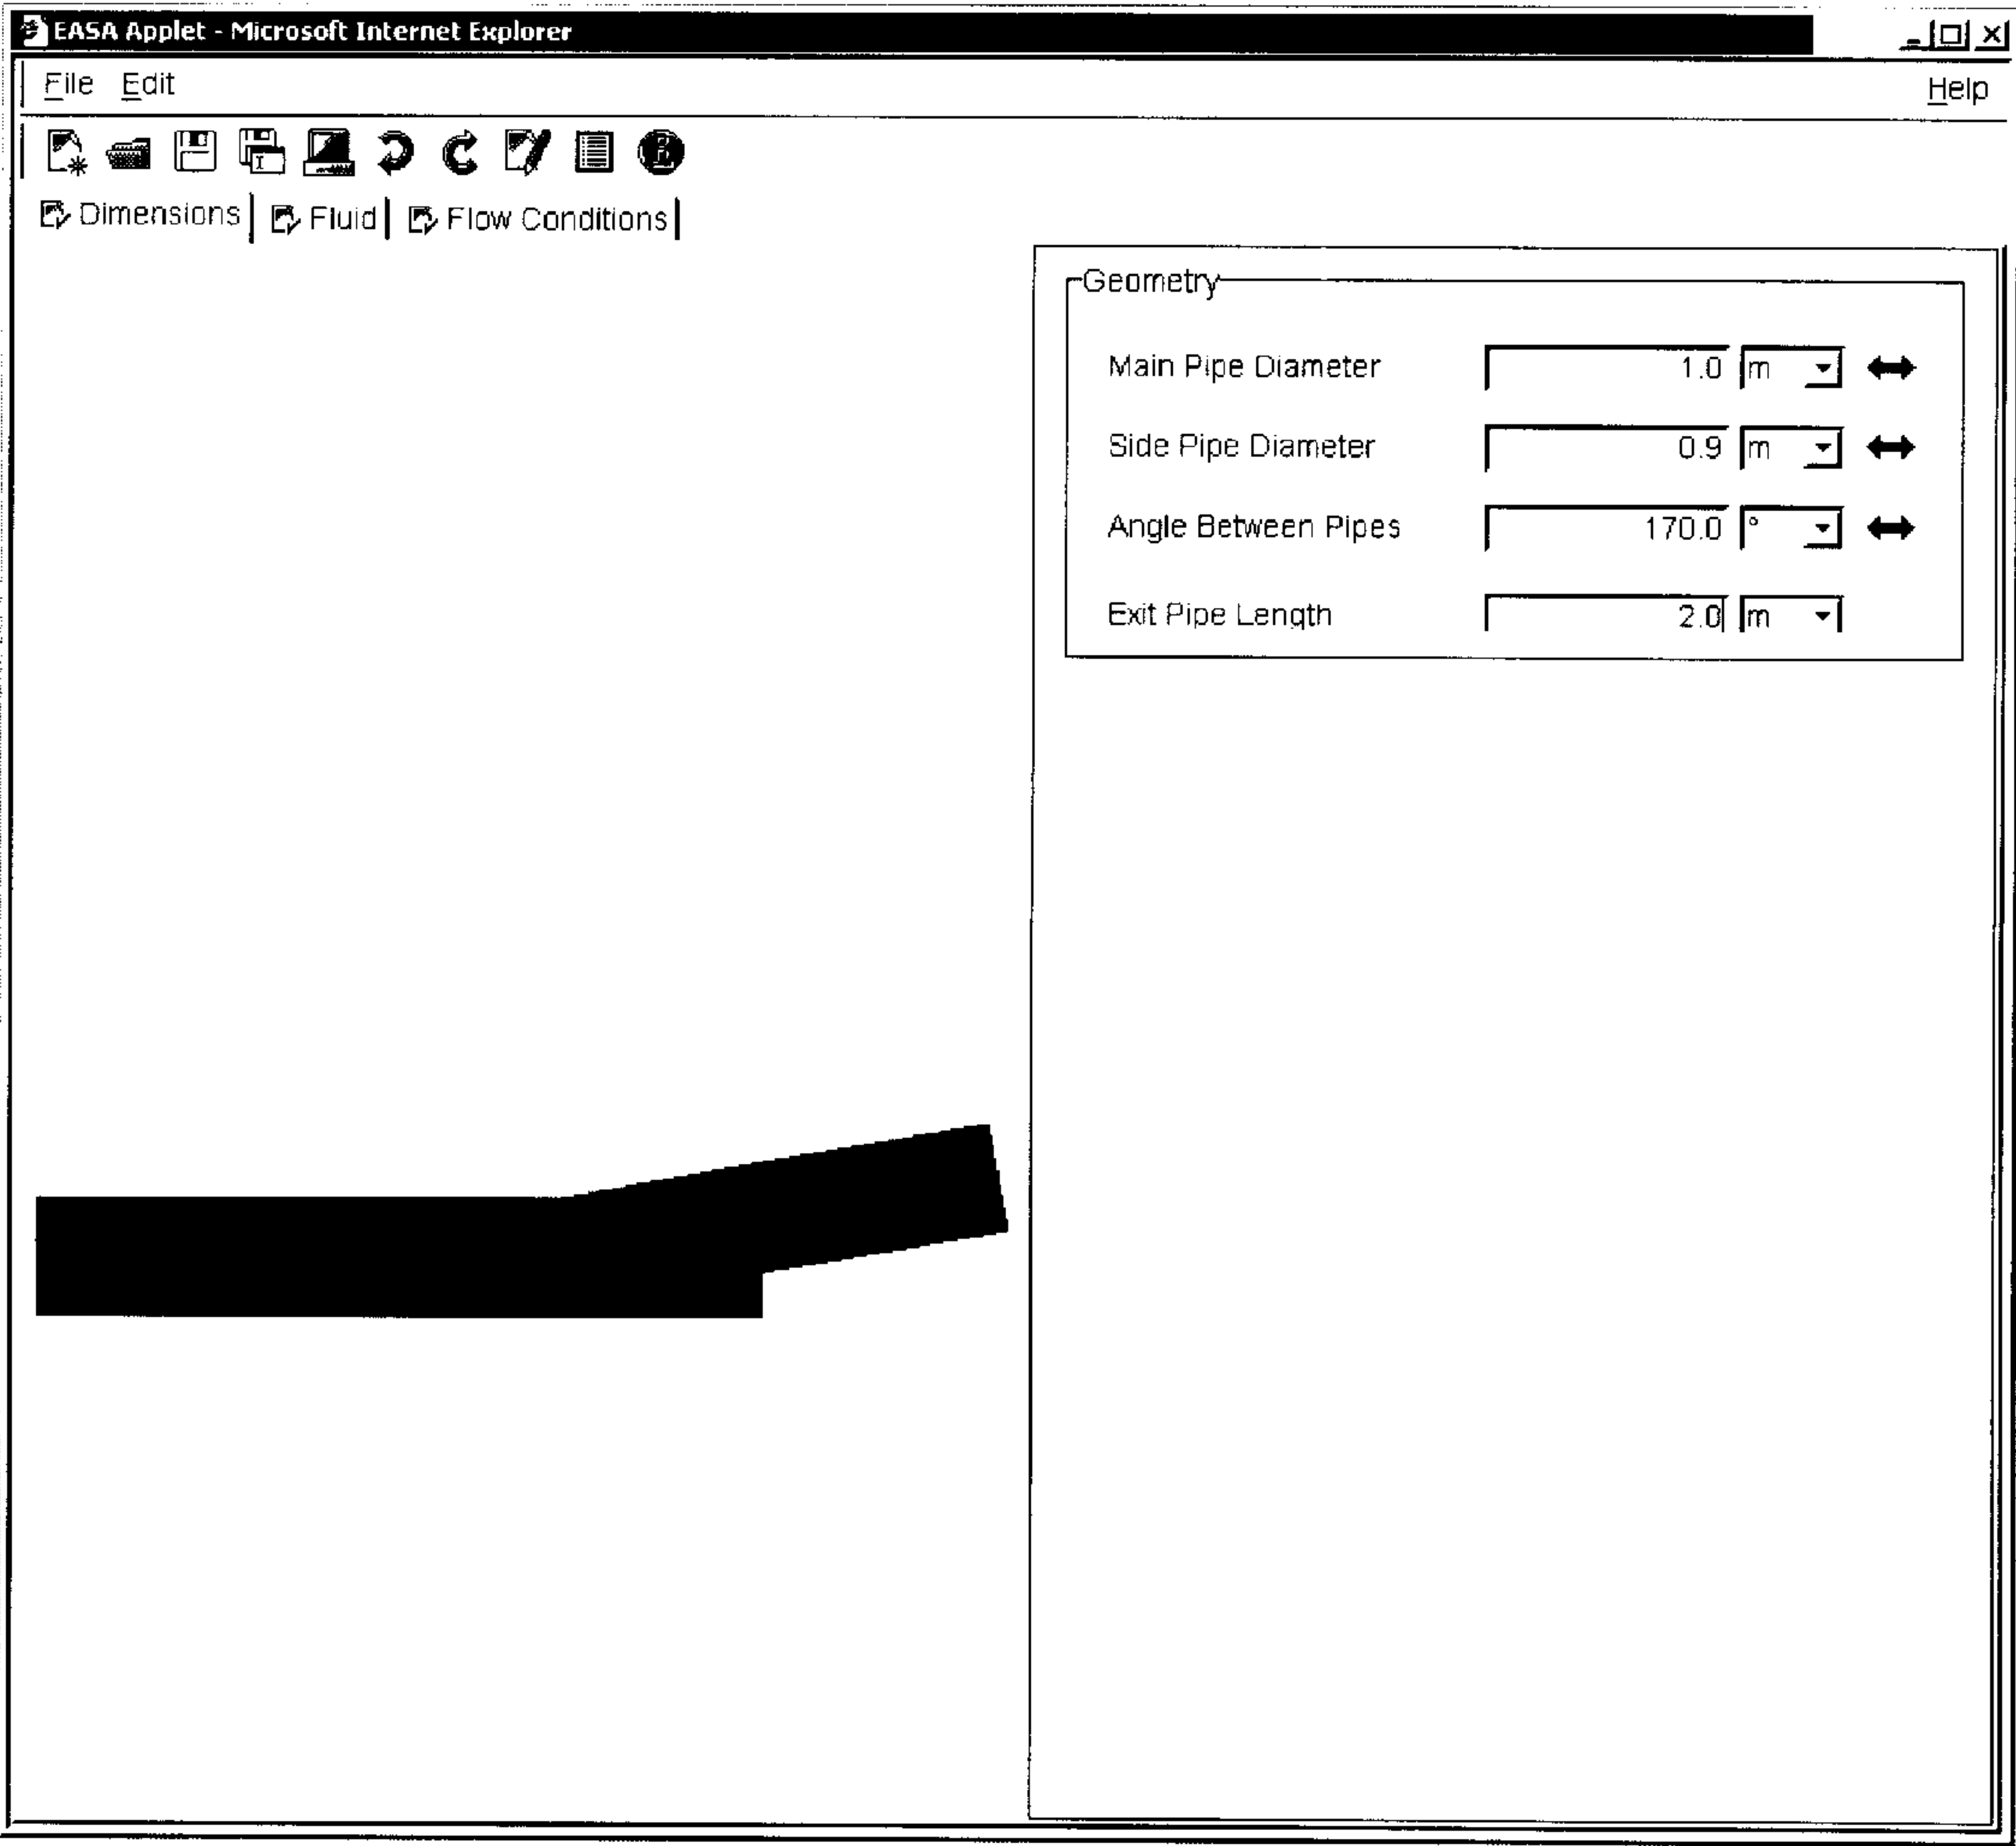 EASA Applet - Microsoft Internet Explorer
File Edit Help
Dimensions Fluid Flow Conditions
Geometry
Main Pipe Diameter 1.0 m
Side Pipe Diameter 0.9 m
Angle Between Pipes 170.0 °
Exit Pipe Length 2.0 m